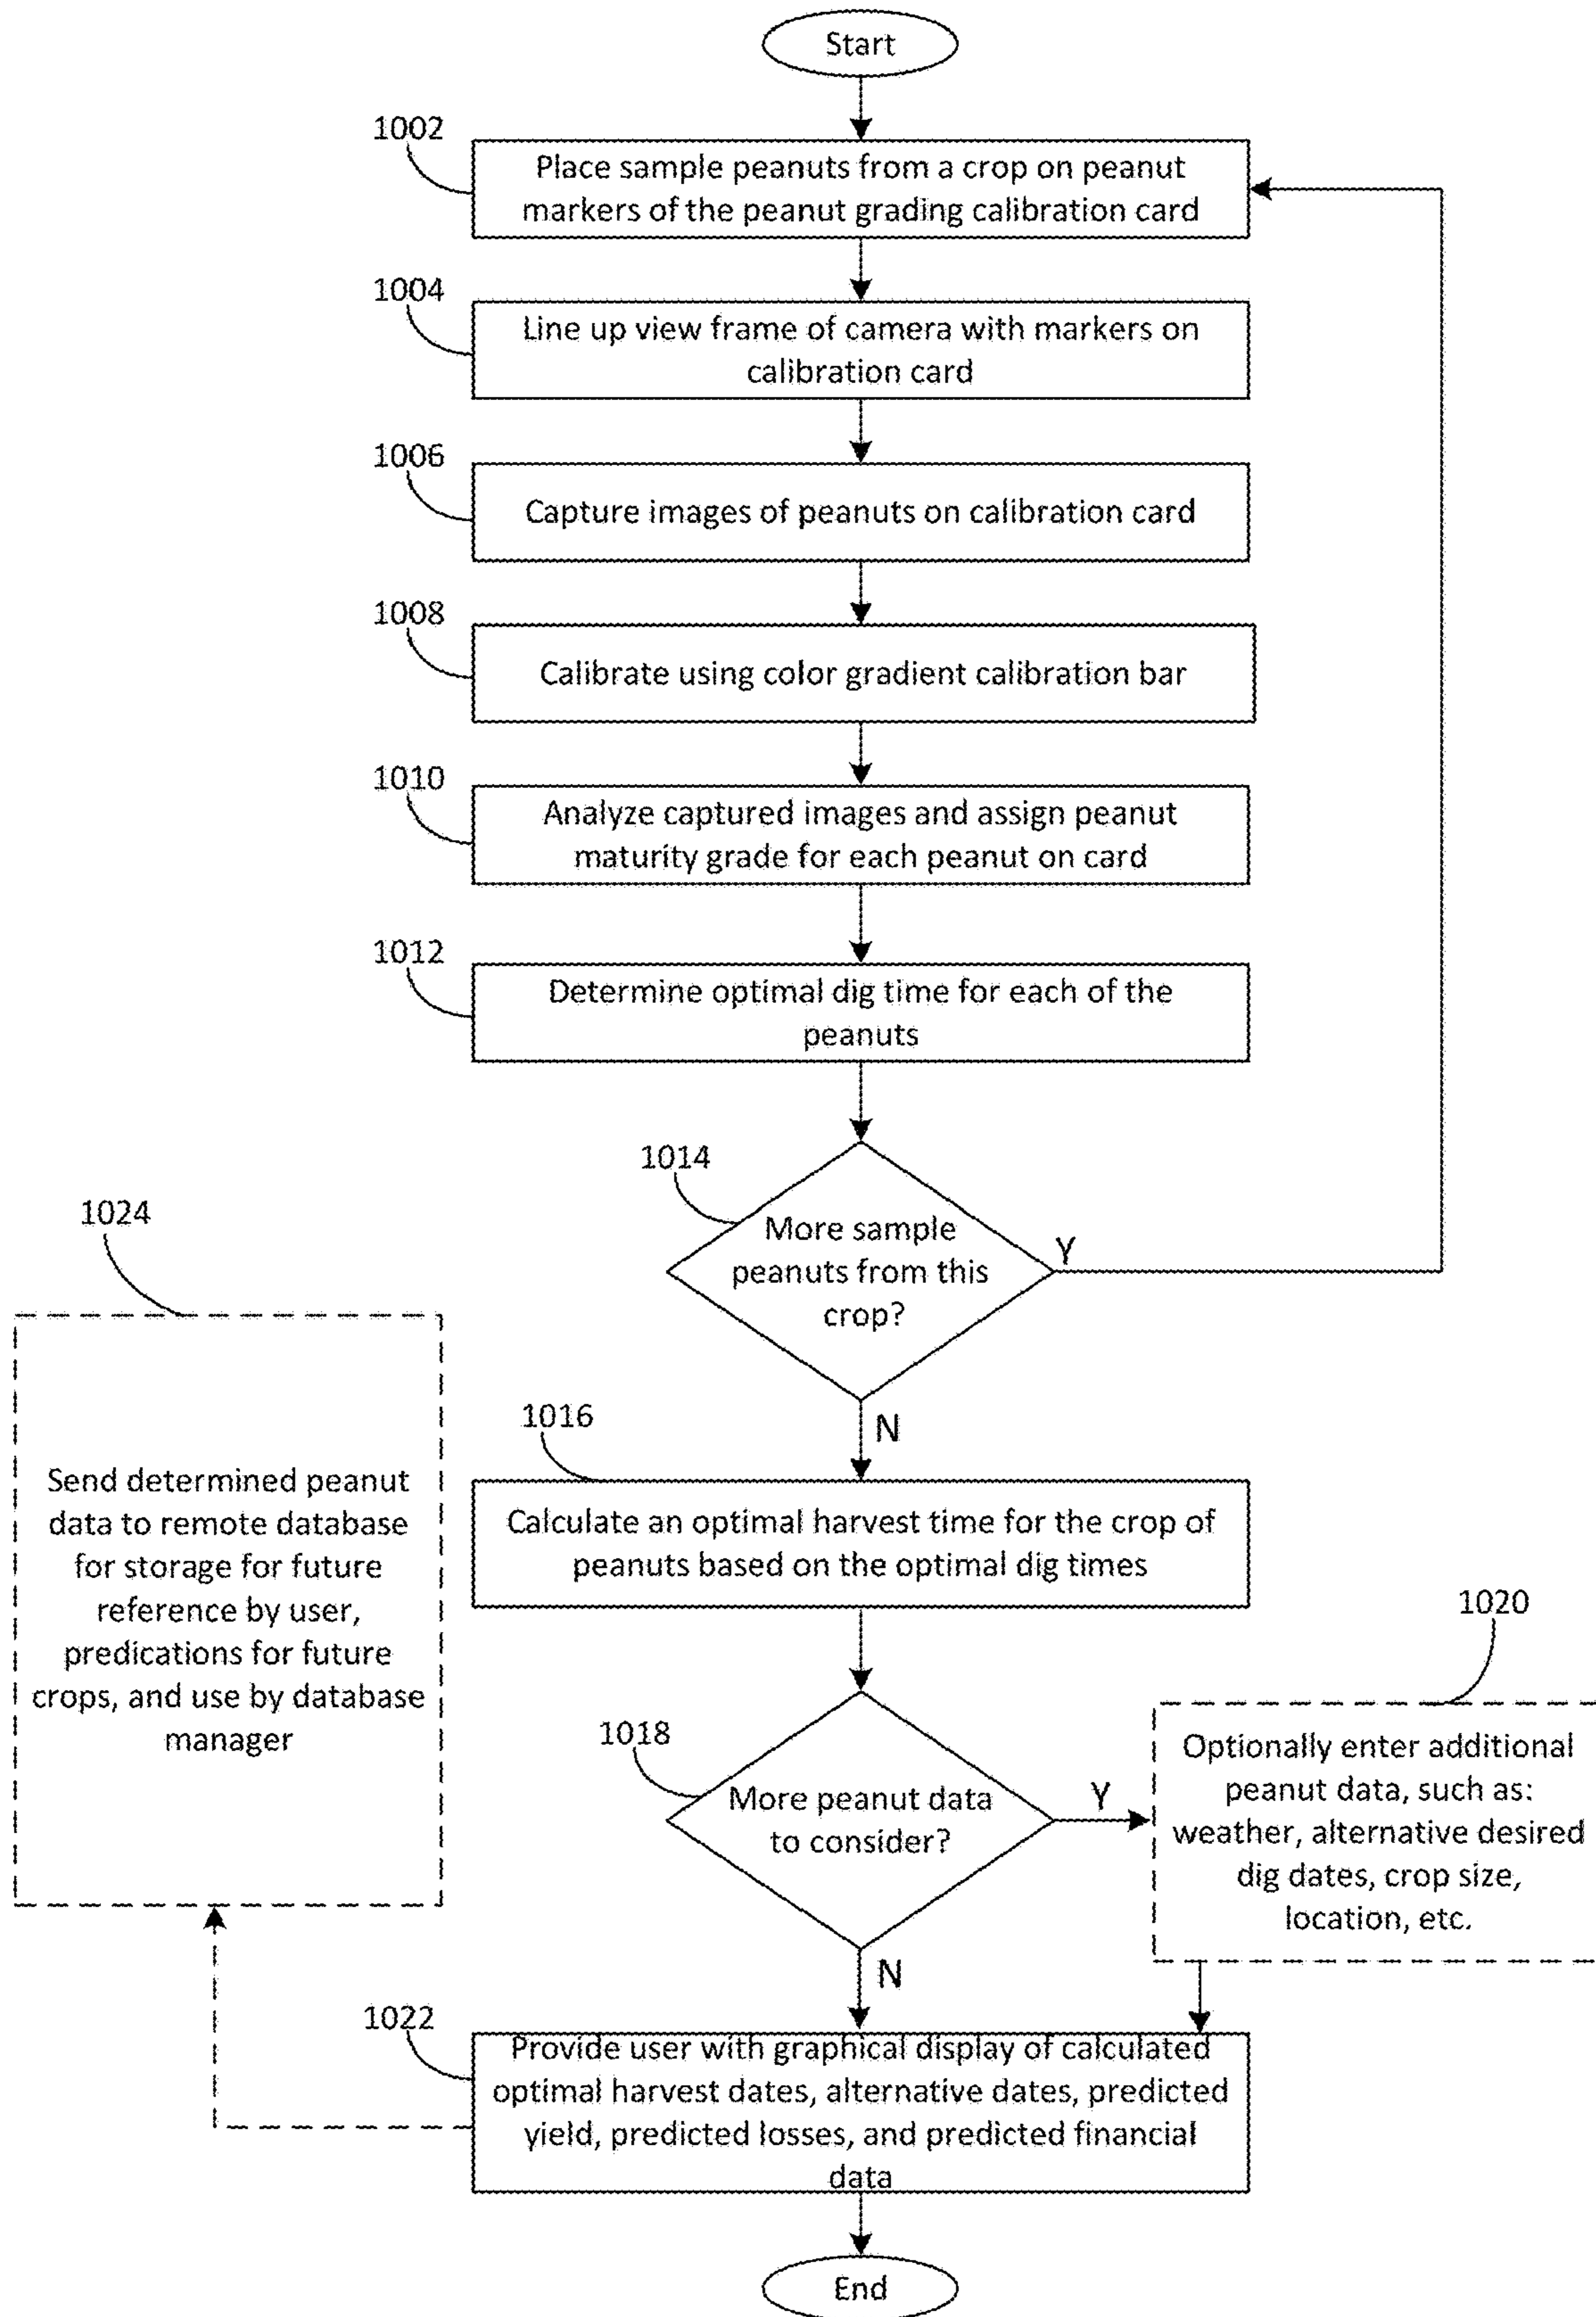 Start
1002
Place sample peanuts from a crop on peanut
markers of the peanut grading calibration card
1004
Line up view frame of camera with markers on
calibration card
1006
Capture images of peanuts on calibration card
1008
Calibrate using color gradient calibration bar
1010
Analyze captured images and assign peanut
maturity grade for each peanut on card
1012
Determine optimal dig time for each of the
peanuts
1014
More sample
peanuts from this
crop?
Y
N
1016
Calculate an optimal harvest time for the crop of
peanuts based on the optimal dig times
1018
More peanut data
to consider?
Y
N
1020
Optionally enter additional
peanut data, such as:
weather, alternative desired
dig dates, crop size,
location, etc.
1022
Provide user with graphical display of calculated
optimal harvest dates, alternative dates, predicted
yield, predicted losses, and predicted financial
data
1024
Send determined peanut
data to remote database
for storage for future
reference by user,
predications for future
crops, and use by database
manager
End